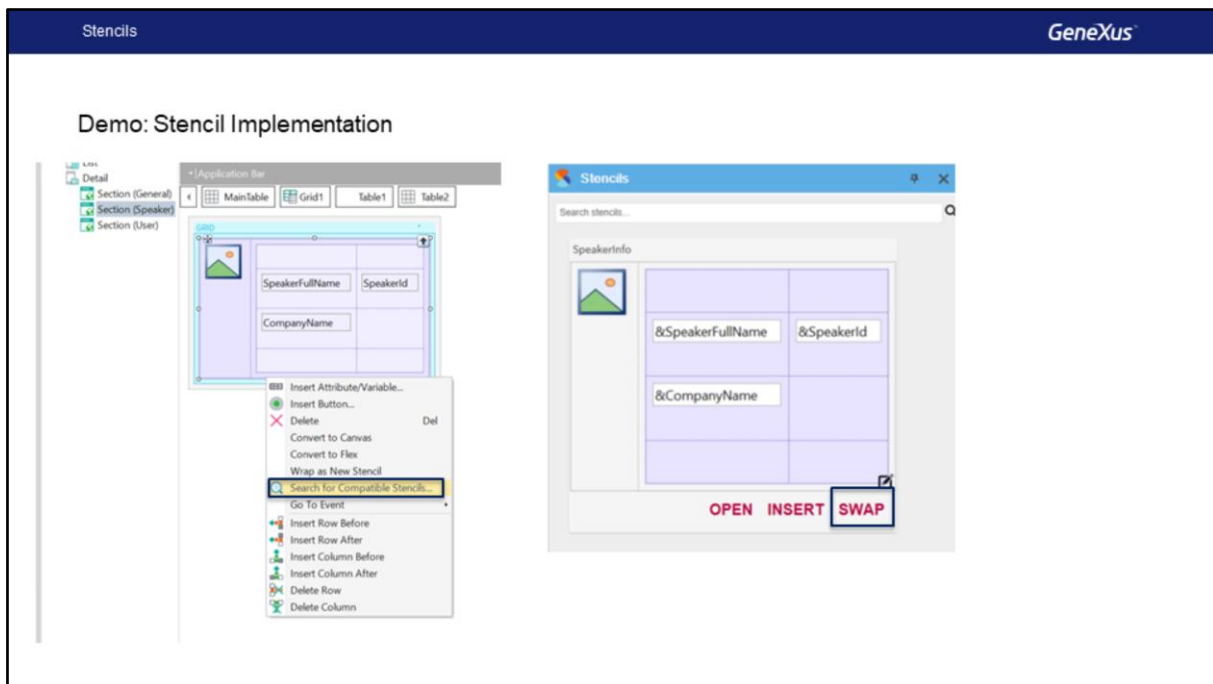 Stencils
GeneXus
Demo: Stencil Implementation
Detail
Section (General)
Section (Speaker)
Section (User)
Application Bar
MainTable
Grid1
Table1
Table2
GRID
SpeakerFullName
SpeakerId
CompanyName
Insert Attribute/Variable...
Insert Button...
Delete Del
Convert to Canvas
Convert to Flex
Wrap as New Stencil
Search for Compatible Stencils...
Go To Event
Insert Row Before
Insert Row After
Insert Column Before
Insert Column After
Delete Row
Delete Column
Stencils
Search stencils...
SpeakerInfo
&SpeakerFullName
&SpeakerId
&CompanyName
OPEN INSERT SWAP